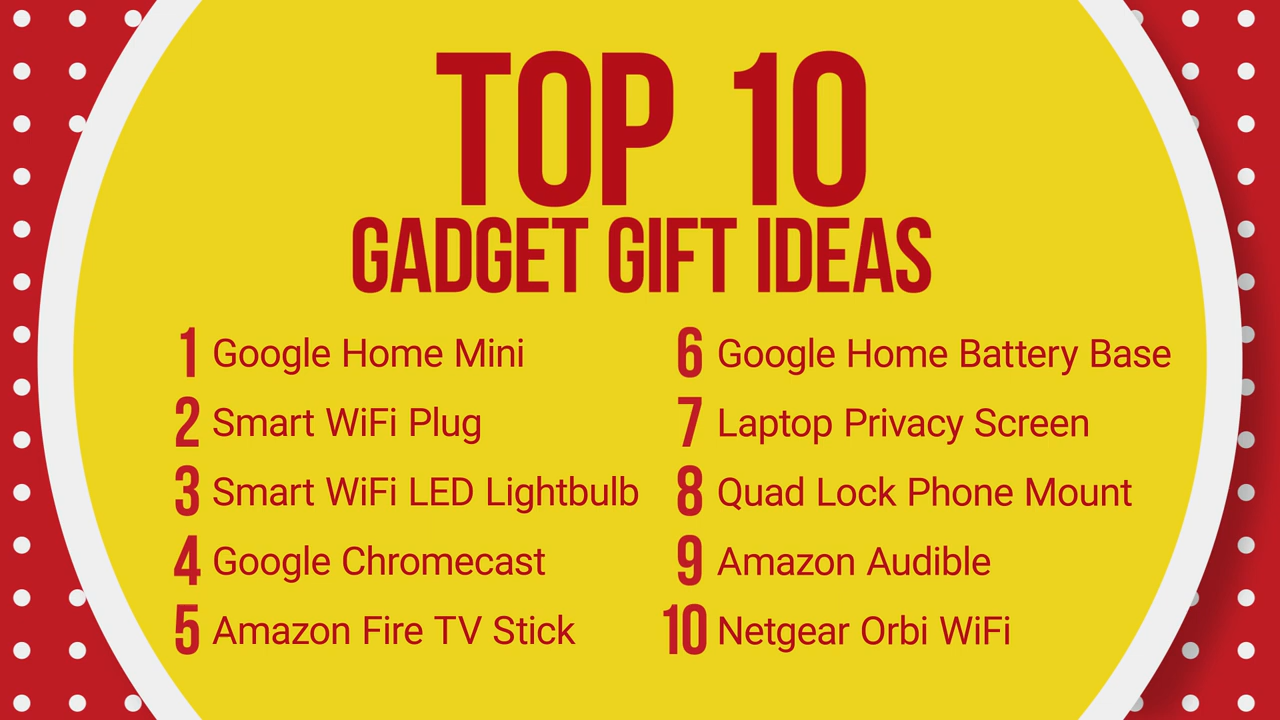 TOP 10
GADGET GIFT IDEAS
1 Google Home Mini
2 Smart WiFi Plug
3 Smart WiFi LED Lightbulb
4 Google Chromecast
5 Amazon Fire TV Stick
6 Google Home Battery Base
7 Laptop Privacy Screen
8 Quad Lock Phone Mount
9 Amazon Audible
10 Netgear Orbi WiFi